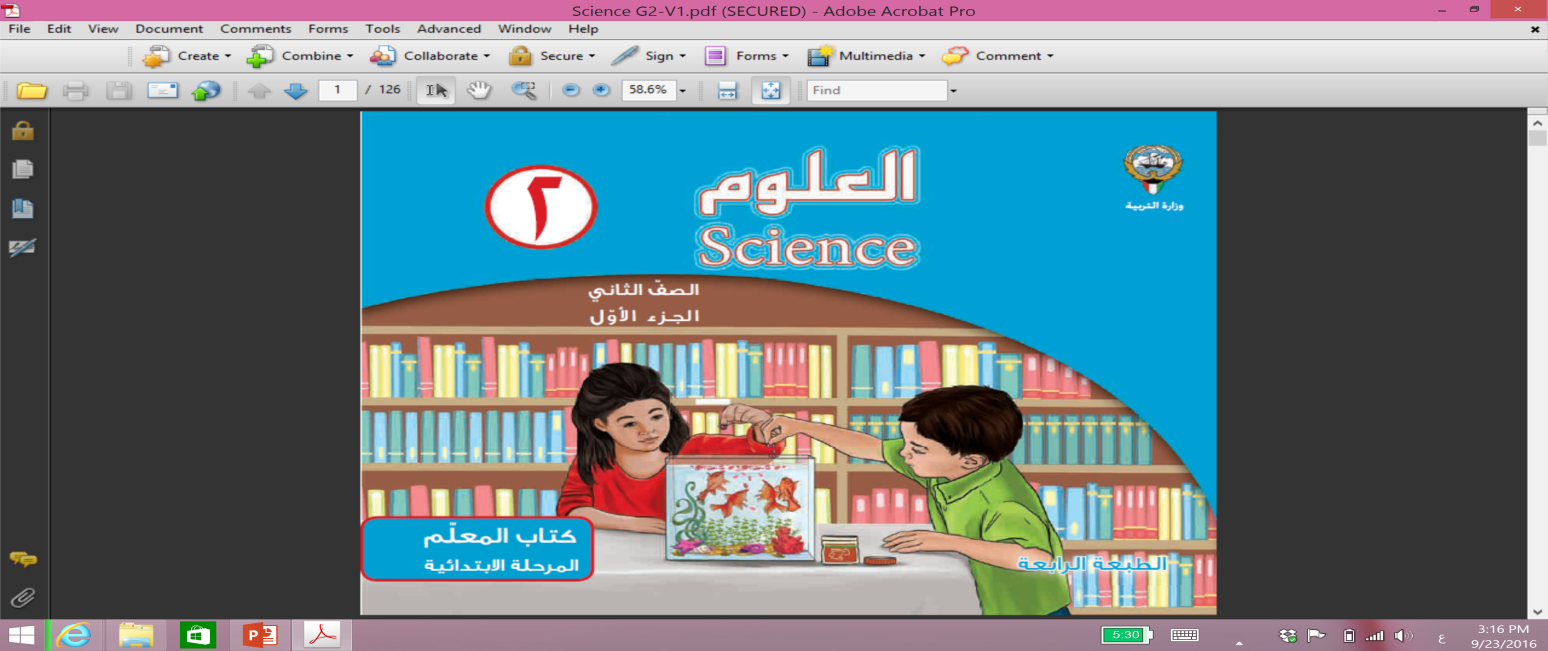 Science G2-V1.pdf (SECURED) - Adobe Acrobat Pro
File Edit View Document Comments Forms Tools Advanced Window Help
Create Combine Collaborate Secure Sign Forms Multimedia Comment
1 / 126 58.6% Find
العلوم
Science
٢
وزارة التربية
الصفّ الثاني
الجزء الأوّل
كتاب المعلّم
المرحلة الابتدائية
الطبعة الرابعة
5:30 ع 3:16 PM
9/23/2016